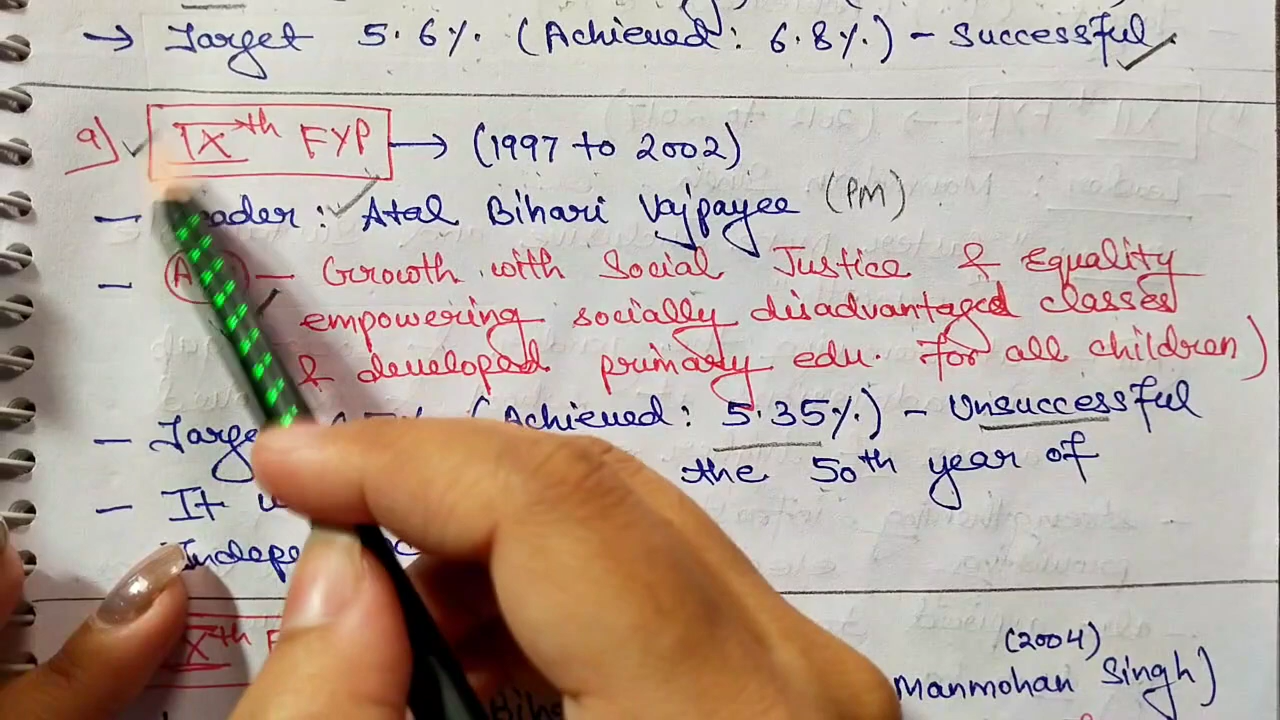 → Target 5.6%. (Achieved: 6.8%.) - Successful
9) IXth FYP → (1997 to 2002)
- : Atal Bihari Vajpayee (PM)
- - Growth with Social Justice & Equality
empowering socially disadvantaged classes
& developed primary edu. for all children)
- (Achieved: 5.35%.) - Unsuccessful
- It the 50th year of
(2004)
Xth
Manmohan Singh)